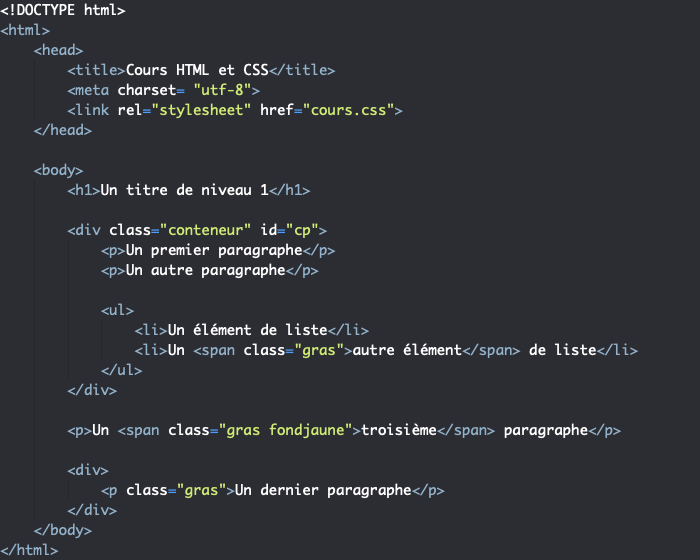 <!DOCTYPE html>
<html>
    <head>
        <title>Cours HTML et CSS</title>
        <meta charset= "utf-8">
        <link rel="stylesheet" href="cours.css">
    </head>

    <body>
        <h1>Un titre de niveau 1</h1>

        <div class="conteneur" id="cp">
            <p>Un premier paragraphe</p>
            <p>Un autre paragraphe</p>

            <ul>
                <li>Un élément de liste</li>
                <li>Un <span class="gras">autre élément</span> de liste</li>
            </ul>
        </div>

        <p>Un <span class="gras fondjaune">troisième</span> paragraphe</p>

        <div>
            <p class="gras">Un dernier paragraphe</p>
        </div>
    </body>
</html>